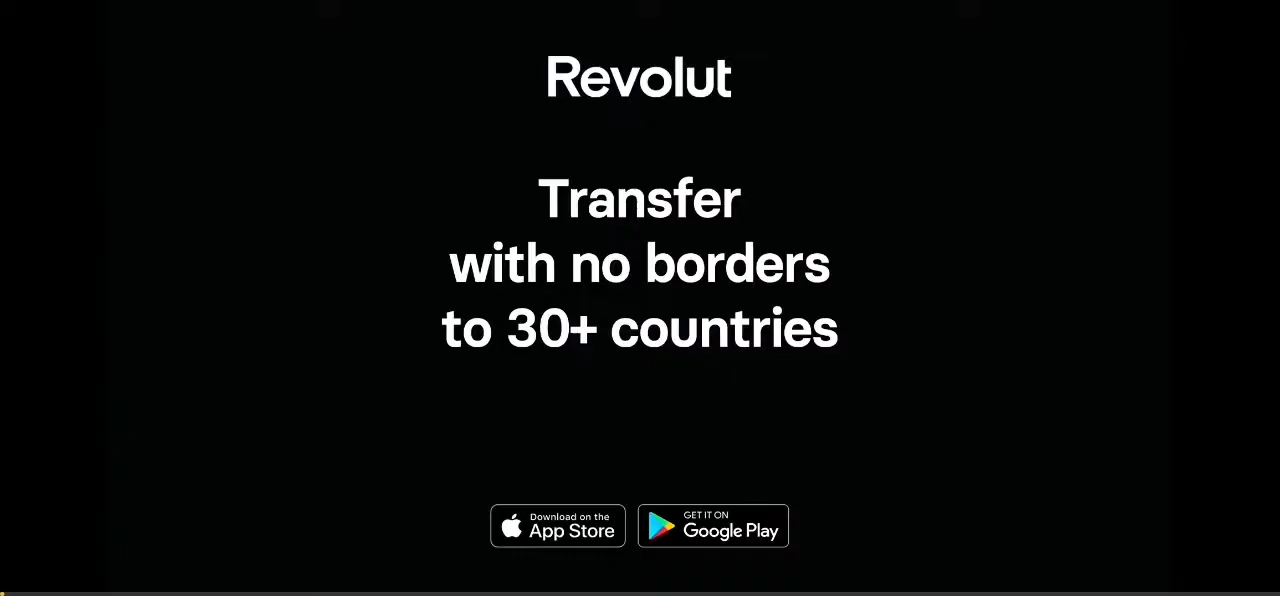 Revolut
Transfer
with no borders
to 30+ countries
Download on the
App Store
GET IT ON
Google Play